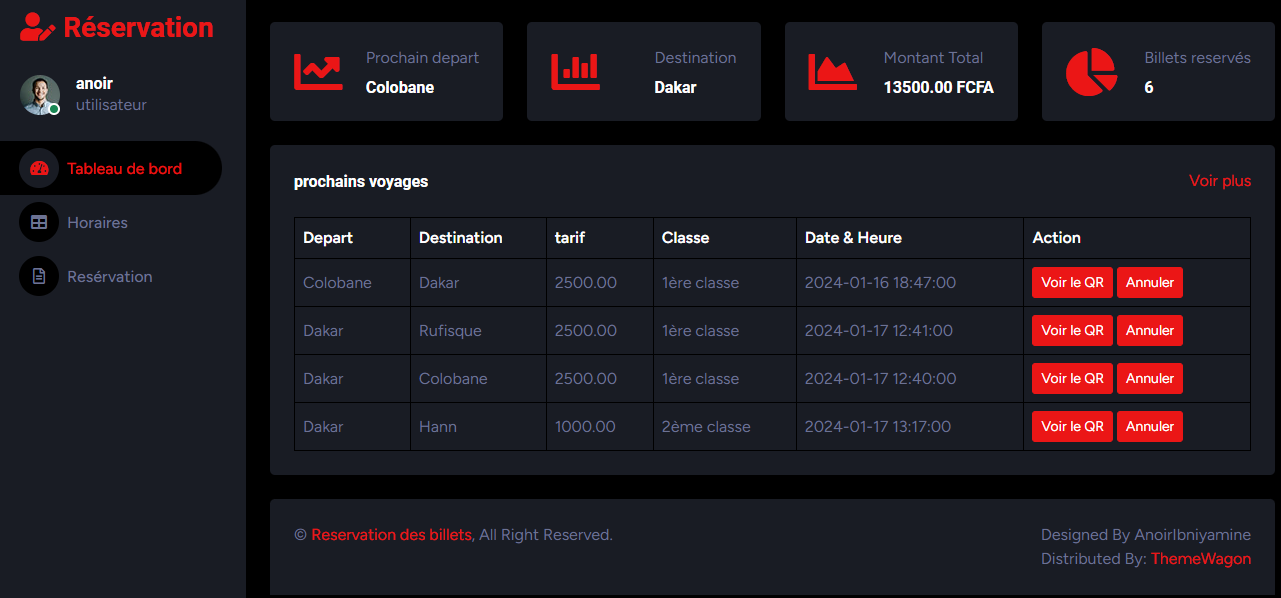 Réservation
anoir
utilisateur
Tableau de bord
Horaires
Resérvation
Prochain depart
Colobane
Destination
Dakar
Montant Total
13500.00 FCFA
Billets reservés
6
prochains voyages
Voir plus
Depart Destination tarif Classe Date & Heure Action
Colobane Dakar 2500.00 1ère classe 2024-01-16 18:47:00 Voir le QR Annuler
Dakar Rufisque 2500.00 1ère classe 2024-01-17 12:41:00 Voir le QR Annuler
Dakar Colobane 2500.00 1ère classe 2024-01-17 12:40:00 Voir le QR Annuler
Dakar Hann 1000.00 2ème classe 2024-01-17 13:17:00 Voir le QR Annuler
© Reservation des billets, All Right Reserved.
Designed By AnoirIbniyamine
Distributed By: ThemeWagon